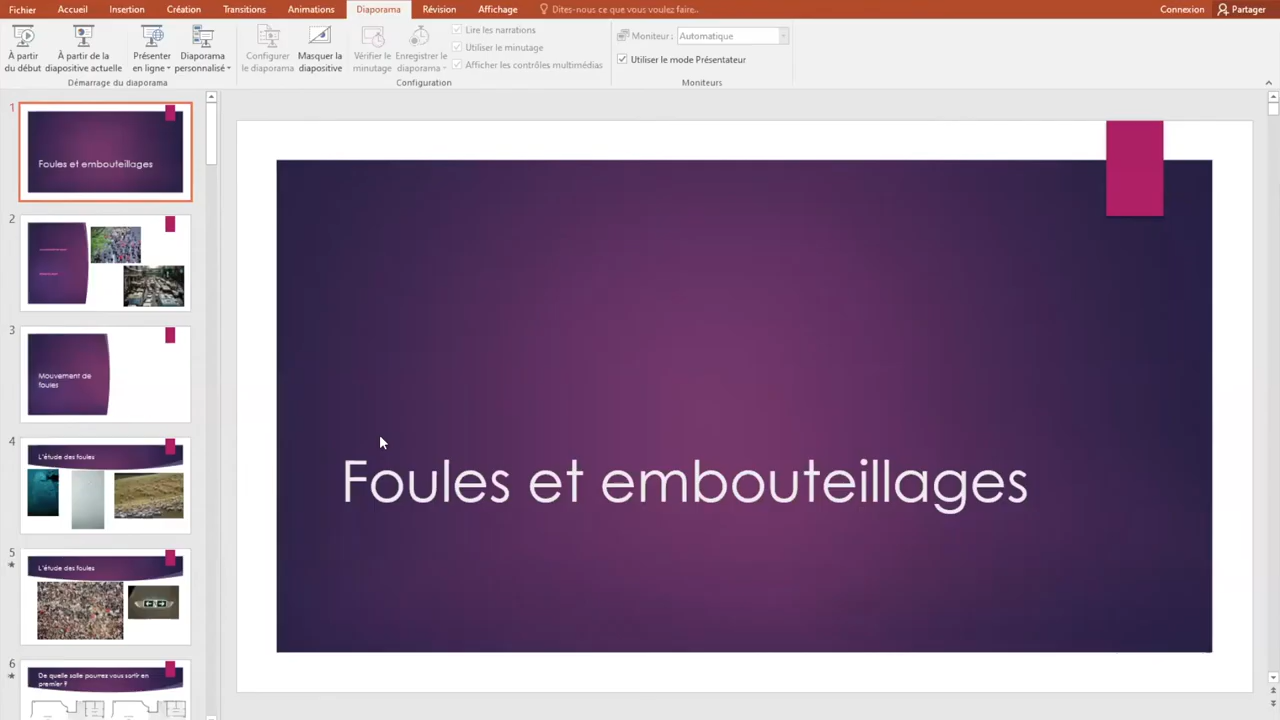 Fichier Accueil Insertion Création Transitions Animations Diaporama Révision Affichage Dites-nous ce que vous voulez faire.. Connexion Partager
À partir du début
À partir de la diapositive actuelle
Présenter en ligne
Diaporama personnalisé
Démarrage du diaporama
Configurer le diaporama
Masquer la diapositive
Vérifier le minutage
Enregistrer le diaporama
Lire les narrations
Utiliser le minutage
Afficher les contrôles multimédias
Configuration
Moniteur : Automatique
Utiliser le mode Présentateur
Moniteurs
1
Foules et embouteillages
2
3
Mouvement de
foules
4
L'étude des foules
5
L'étude des foules
6
De quelle salle pourrez vous sortir en
premier ?
Foules et embouteillages